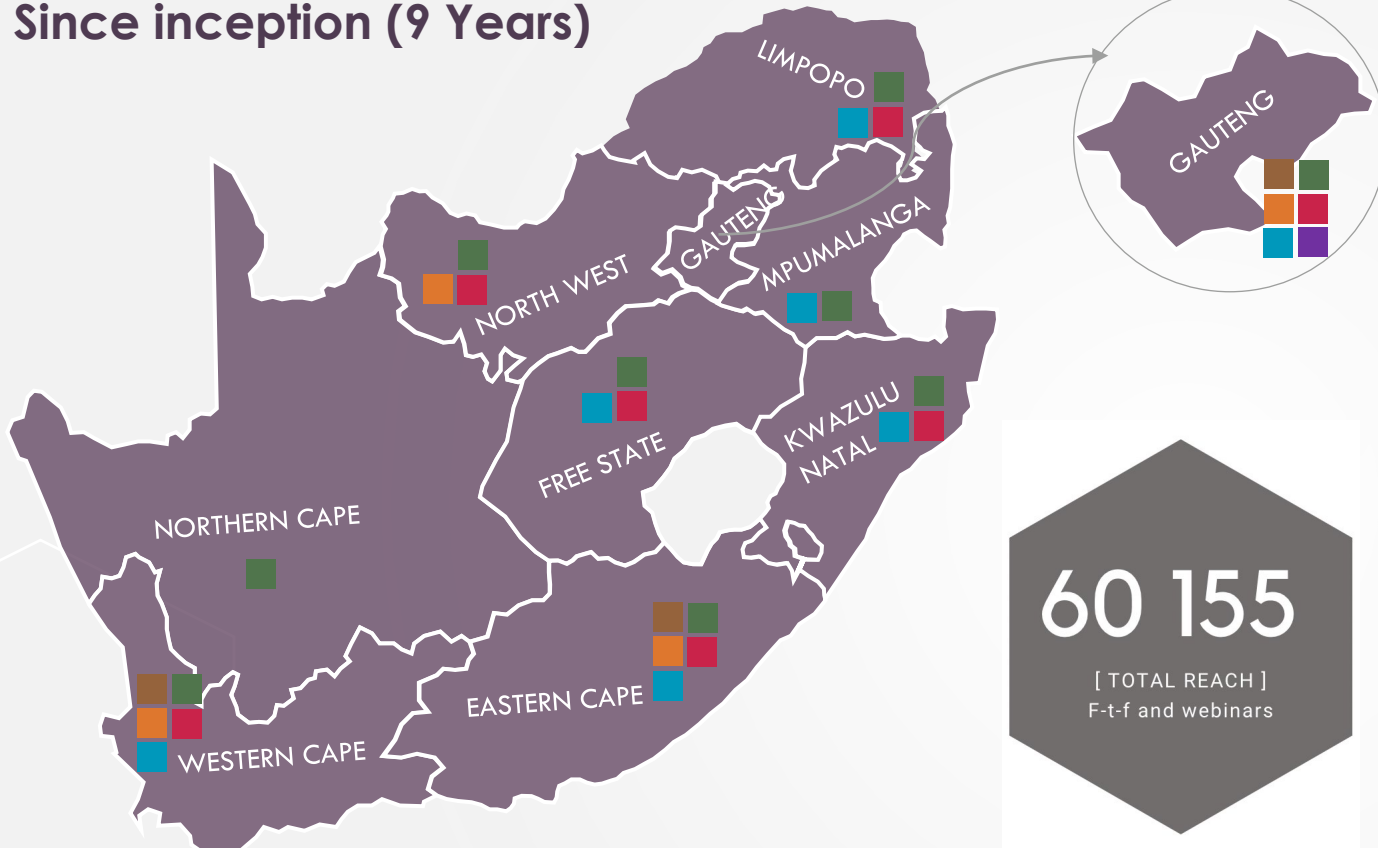 Since inception (9 Years)
LIMPOPO
GAUTENG
GAUTENG
MPUMALANGA
NORTH WEST
KWAZULU
NATAL
FREE STATE
NORTHERN CAPE
EASTERN CAPE
WESTERN CAPE
60 155
[ TOTAL REACH ]
F-t-f and webinars